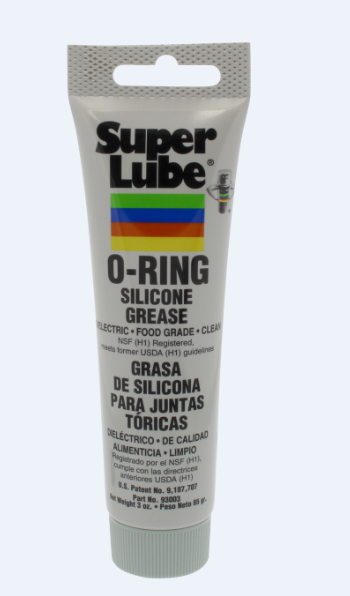 Super
Lube®
O-RING
SILICONE
GREASE
ELECTRIC • FOOD GRADE • CLEAN
NSF (H1) Registered,
meets former USDA (H1) guidelines
GRASA
DE SILICONA
PARA JUNTAS
TÓRICAS
DIELÉCTRICO • DE CALIDAD
ALIMENTICIA • LIMPIO
Registrado por el NSF (H1),
cumple con las directrices
anteriores USDA (H1)
U.S. Patent No. 9,187,707
Part No. 93003
Net Weight 3 oz. • Peso Neto 85 gr.